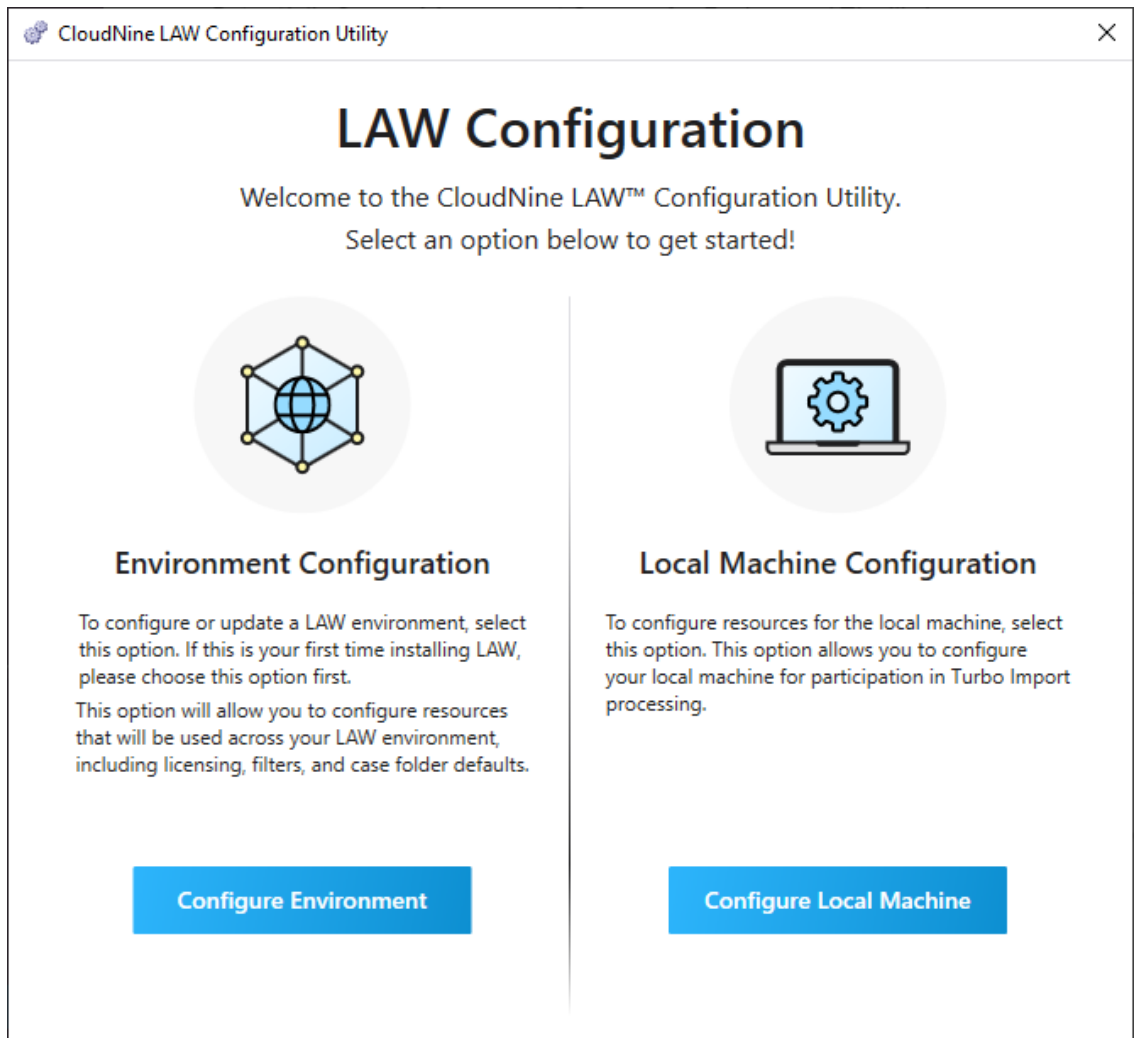 CloudNine LAW Configuration Utility
LAW Configuration
Welcome to the CloudNine LAW™ Configuration Utility.
Select an option below to get started!
Environment Configuration
To configure or update a LAW environment, select
this option. If this is your first time installing LAW,
please choose this option first.
This option will allow you to configure resources
that will be used across your LAW environment,
including licensing, filters, and case folder defaults.
Configure Environment
Local Machine Configuration
To configure resources for the local machine, select
this option. This option allows you to configure
your local machine for participation in Turbo Import
processing.
Configure Local Machine